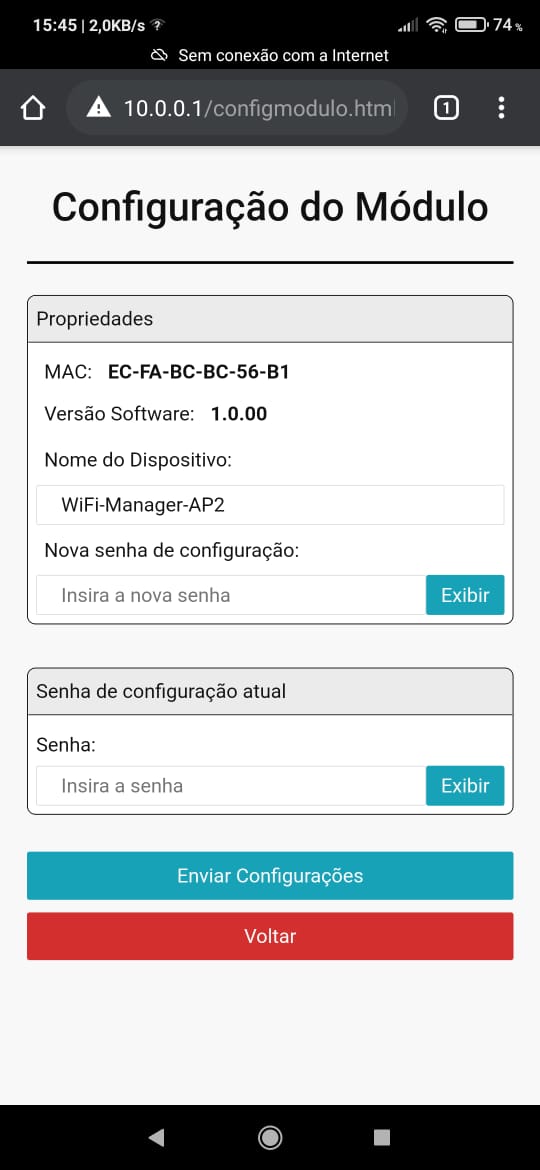 15:45 | 2,0KB/s
74 %
Sem conexão com a Internet
10.0.0.1/configmodulo.html
1
Configuração do Módulo
Propriedades
MAC: EC-FA-BC-BC-56-B1
Versão Software: 1.0.00
Nome do Dispositivo:
WiFi-Manager-AP2
Nova senha de configuração:
Insira a nova senha
Exibir
Senha de configuração atual
Senha:
Insira a senha
Exibir
Enviar Configurações
Voltar